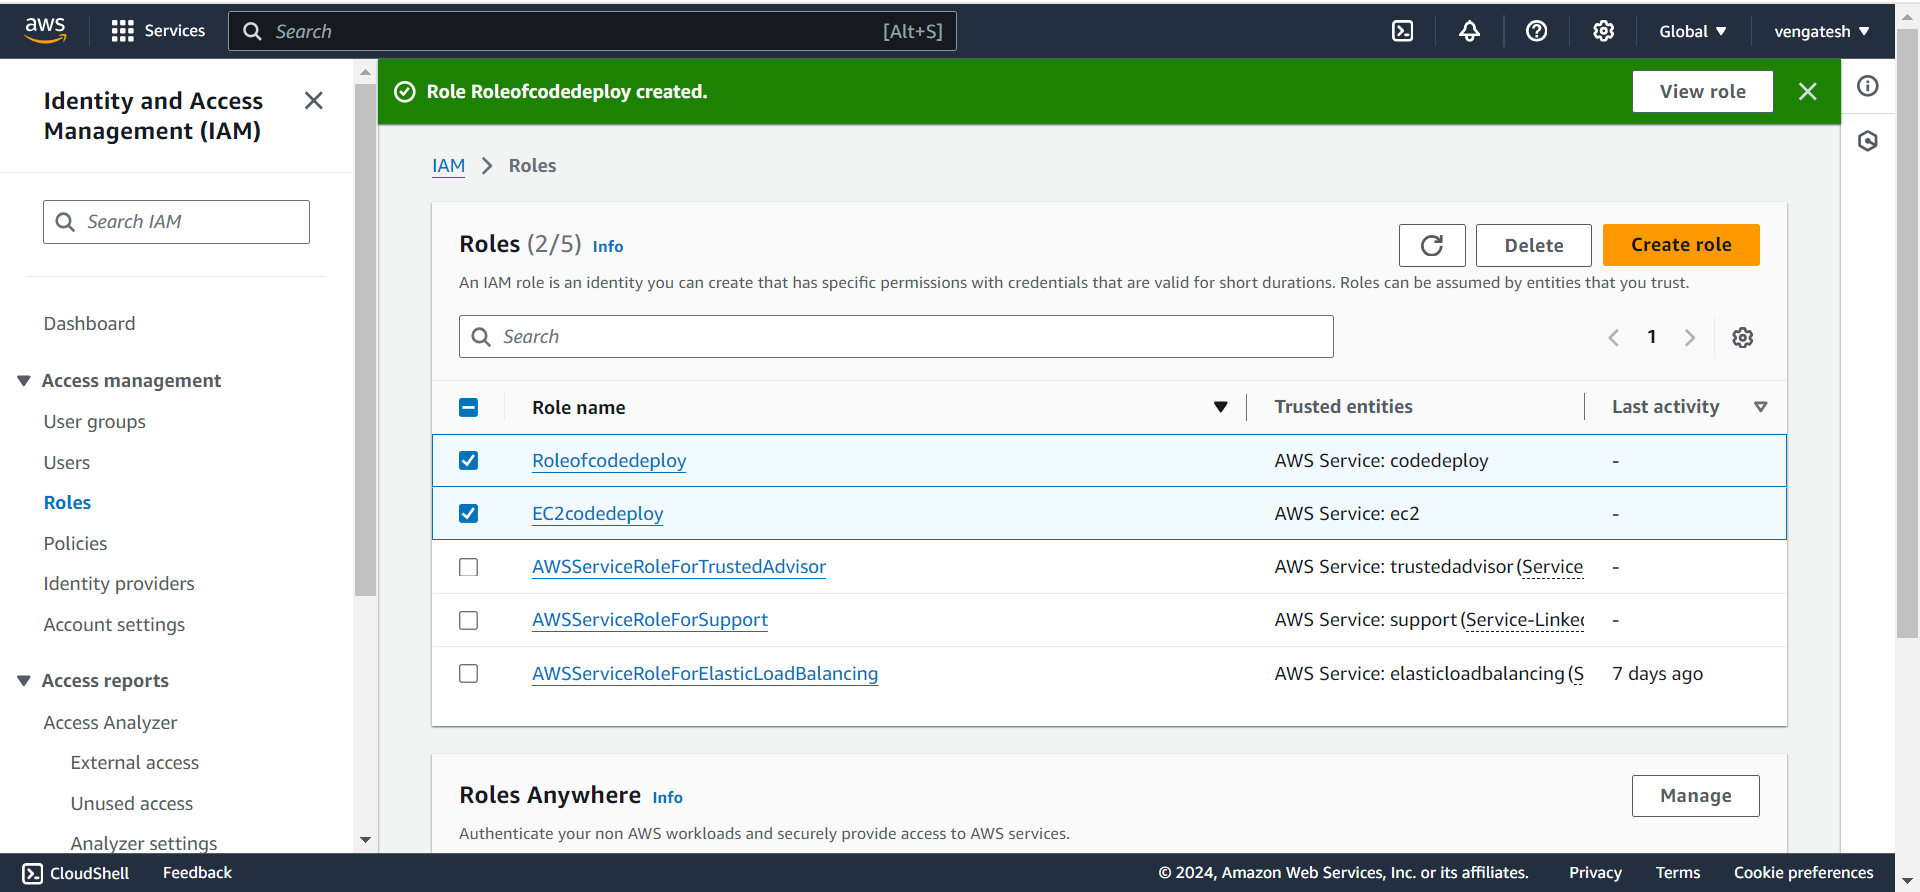 aws
Services
Search
[Alt+S]
Global
vengatesh
Identity and Access
Management (IAM)
Search IAM
Dashboard
Access management
User groups
Users
Roles
Policies
Identity providers
Account settings
Access reports
Access Analyzer
External access
Unused access
Analyzer settings
Role Roleofcodedeploy created.
View role
IAM > Roles
Roles (2/5) Info
Delete
Create role
An IAM role is an identity you can create that has specific permissions with credentials that are valid for short durations. Roles can be assumed by entities that you trust.
Search
1
Role name Trusted entities Last activity
Roleofcodedeploy AWS Service: codedeploy -
EC2codedeploy AWS Service: ec2 -
AWSServiceRoleForTrustedAdvisor AWS Service: trustedadvisor (Service -
AWSServiceRoleForSupport AWS Service: support (Service-Linked -
AWSServiceRoleForElasticLoadBalancing AWS Service: elasticloadbalancing (S 7 days ago
Roles Anywhere Info
Manage
Authenticate your non AWS workloads and securely provide access to AWS services.
CloudShell
Feedback
© 2024, Amazon Web Services, Inc. or its affiliates.
Privacy
Terms
Cookie preferences